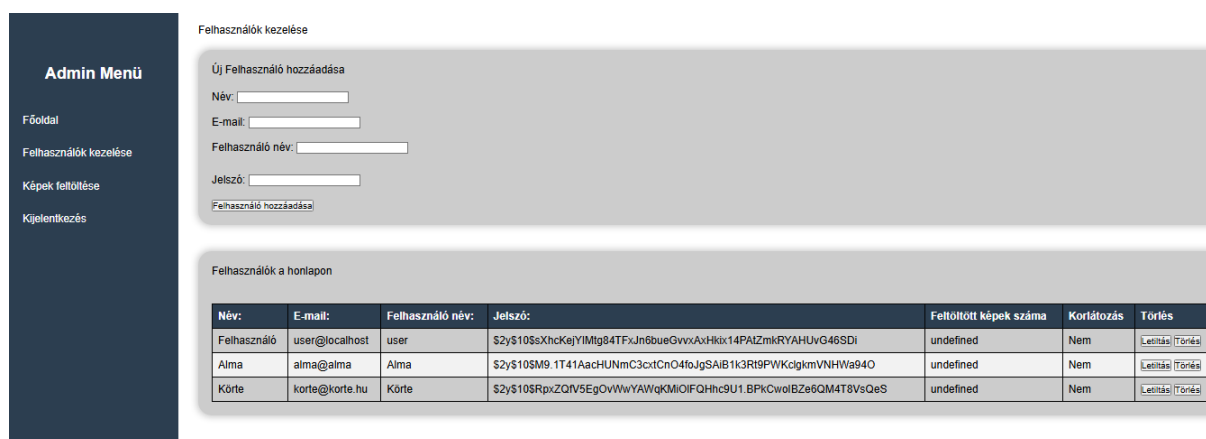 Felhasználók kezelése
Admin Menü
Főoldal
Felhasználók kezelése
Képek feltöltése
Kijelentkezés
Új Felhasználó hozzáadása
Név:
E-mail:
Felhasználó név:
Jelszó:
Felhasználó hozzáadása
Felhasználók a honlapon
Név: E-mail: Felhasználó név: Jelszó: Feltöltött képek száma Korlátozás Törlés
Felhasználó user@localhost user $2y$10$sXhcKejYIMtg84TFxJn6bueGvvxAxHkix14PAtZmkRYAHUvG46SDi undefined Nem Letiltás Törlés
Alma alma@alma Alma $2y$10$M9.1T41AacHUNmC3cxtCnO4foJgSAiB1k3Rt9PWKclgkmVNHWa94O undefined Nem Letiltás Törlés
Körte korte@korte.hu Körte $2y$10$RpxZQfV5EgOvWwYAWqKMiOlFQHhc9U1.BPkCwolBZe6QM4T8VsQeS undefined Nem Letiltás Törlés